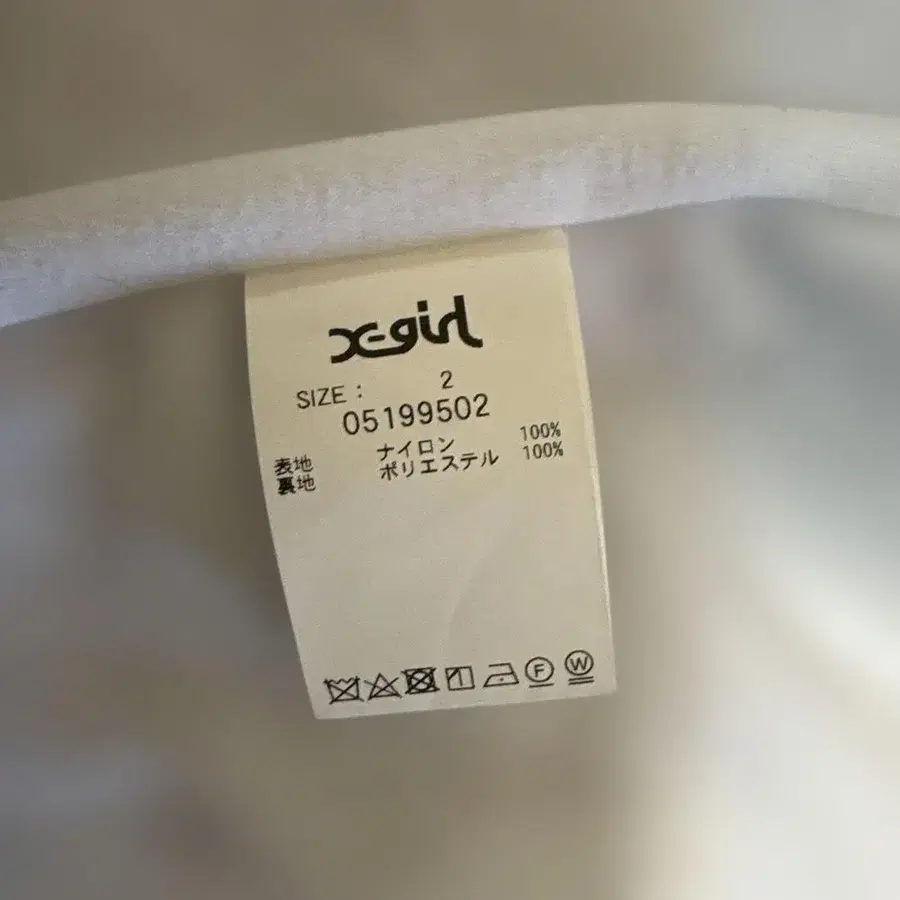 X-girl
SIZE : 2
05199502
表地 ナイロン 100%
裏地 ポリエステル 100%
F W